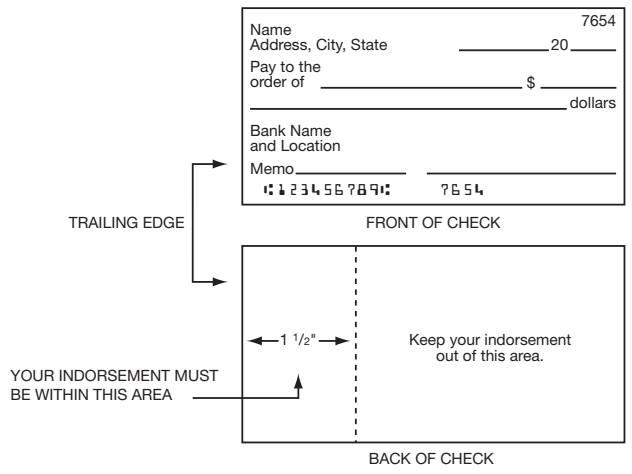 7654
Name
Address, City, State 20
Pay to the
order of $
dollars
Bank Name
and Location
Memo
⑆123456789⑆ 7654
TRAILING EDGE
FRONT OF CHECK
1 1/2"
Keep your indorsement
out of this area.
YOUR INDORSEMENT MUST
BE WITHIN THIS AREA
BACK OF CHECK